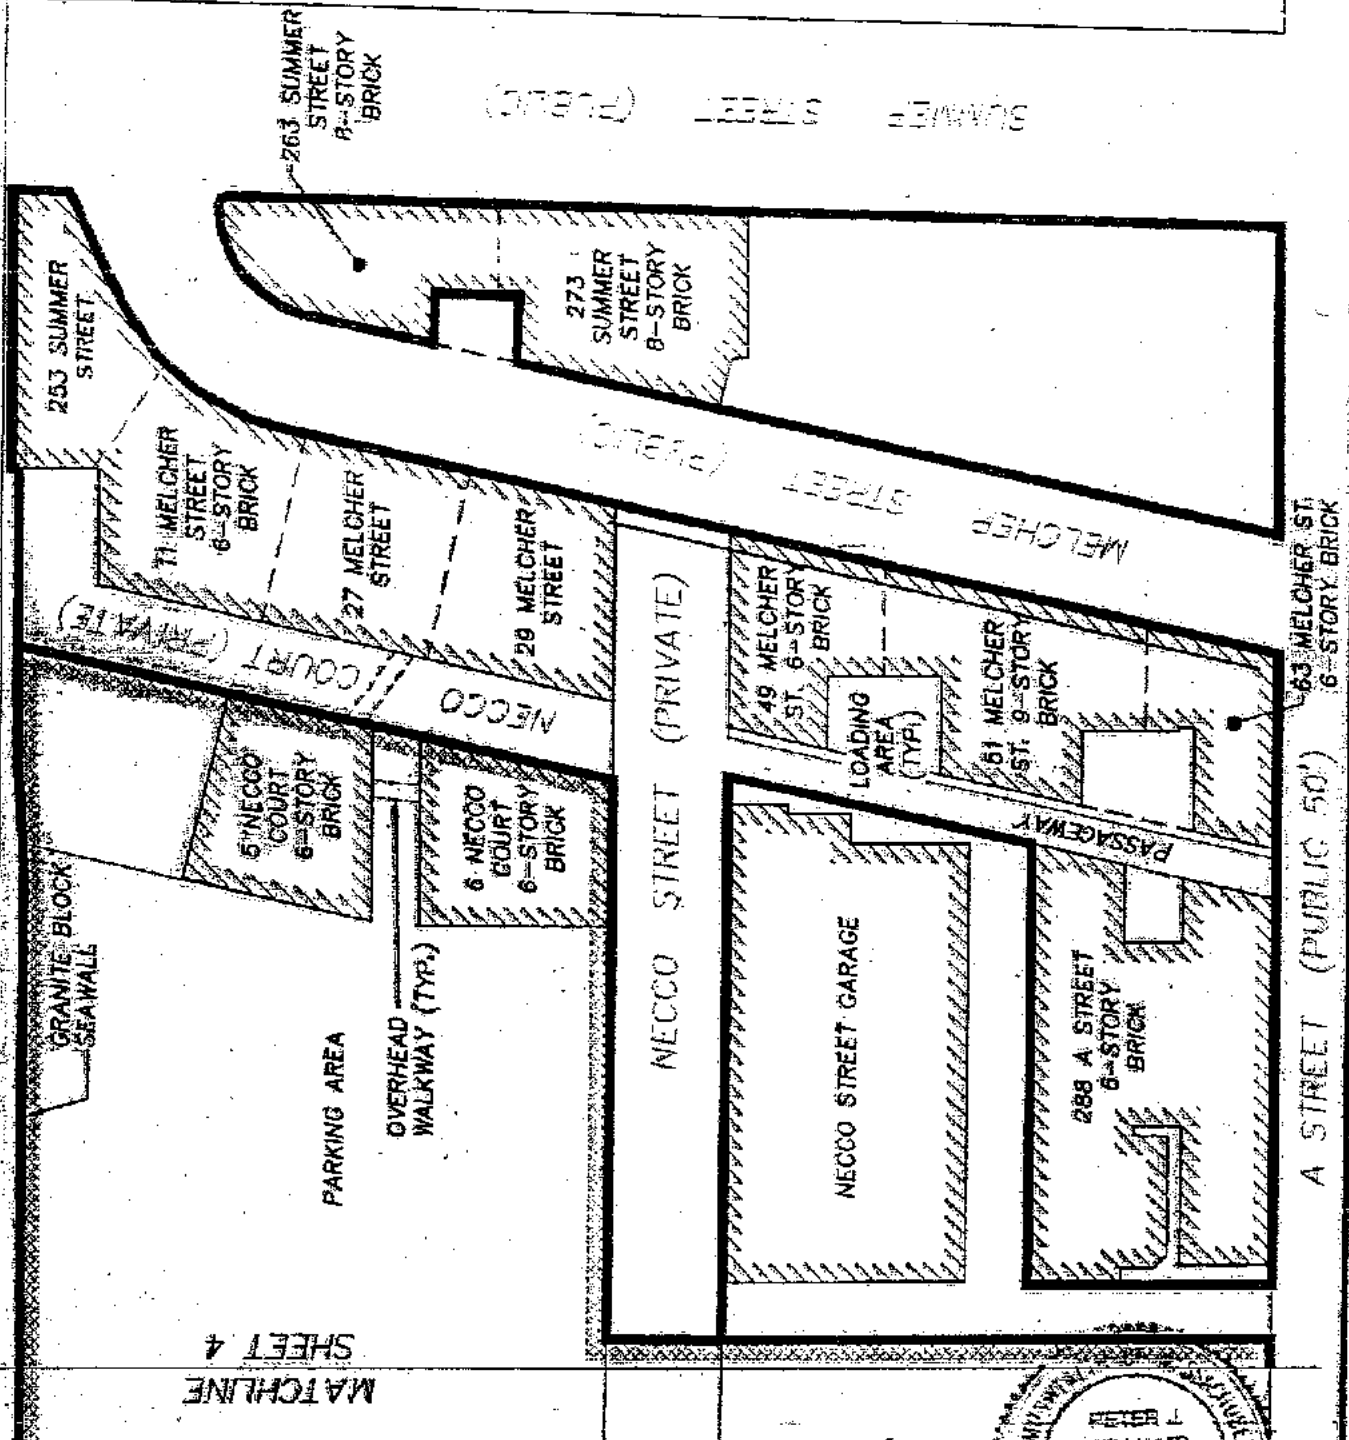 263 SUMMER
STREET
8-STORY
BRICK
SUMMER STREET (PUBLIC)
253 SUMMER
STREET
273
SUMMER
STREET
8-STORY
BRICK
11 MELCHER
STREET
6-STORY
BRICK
27 MELCHER
STREET
29 MELCHER
STREET
MELCHER STREET (PUBLIC)
NECCO COURT (PRIVATE)
NECCO STREET (PRIVATE)
49 MELCHER
ST. 6-STORY
BRICK
LOADING
AREA
(TYP.)
51 MELCHER
ST. 9-STORY
BRICK
63 MELCHER ST.
6-STORY BRICK
5 NECCO
COURT
6-STORY
BRICK
6 NECCO
COURT
6-STORY
BRICK
PASSAGEWAY
GRANITE BLOCK
SEAWALL
OVERHEAD
WALKWAY (TYP.)
PARKING AREA
NECCO STREET GARAGE
288 A STREET
6-STORY
BRICK
A STREET (PUBLIC 50')
MATCHLINE
SHEET 4